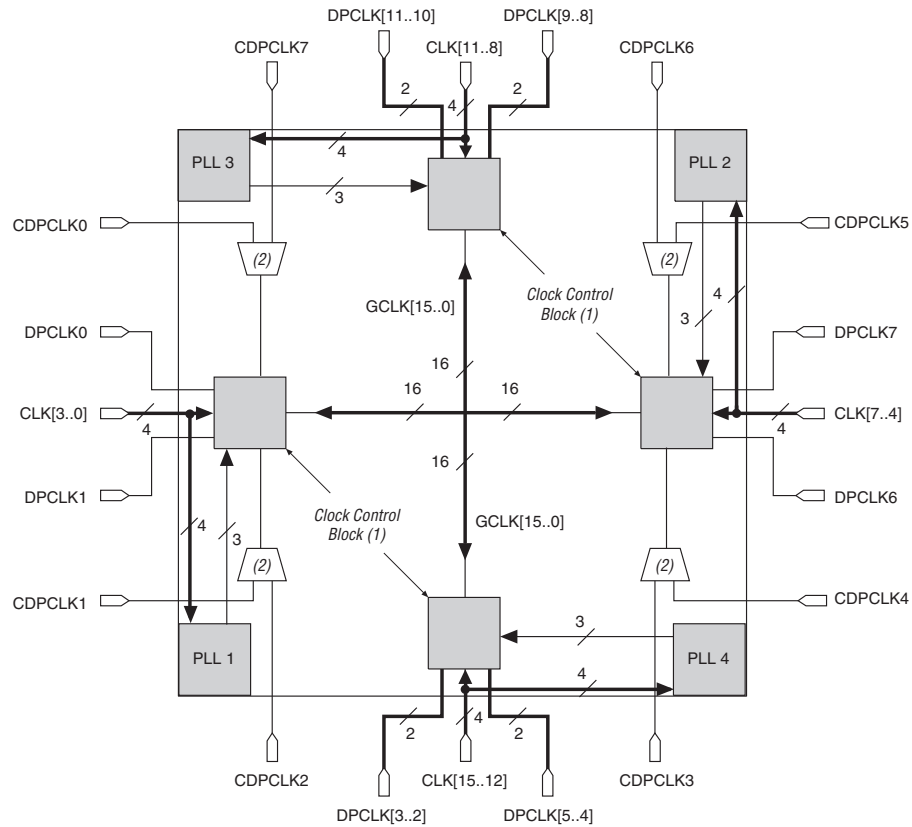 DPCLK[11..10]
DPCLK[9..8]
CDPCLK7
CLK[11..8]
CDPCLK6
2
4
2
4
PLL 3
PLL 2
3
CDPCLK0
CDPCLK5
(2)
(2)
Clock Control
Block (1)
GCLK[15..0]
4
3
DPCLK0
DPCLK7
16
16
16
CLK[3..0]
CLK[7..4]
4
4
16
DPCLK1
DPCLK6
Clock Control
Block (1)
GCLK[15..0]
4
3
(2)
(2)
CDPCLK1
CDPCLK4
3
PLL 1
PLL 4
4
2
4
2
CDPCLK2
CLK[15..12]
CDPCLK3
DPCLK[3..2]
DPCLK[5..4]